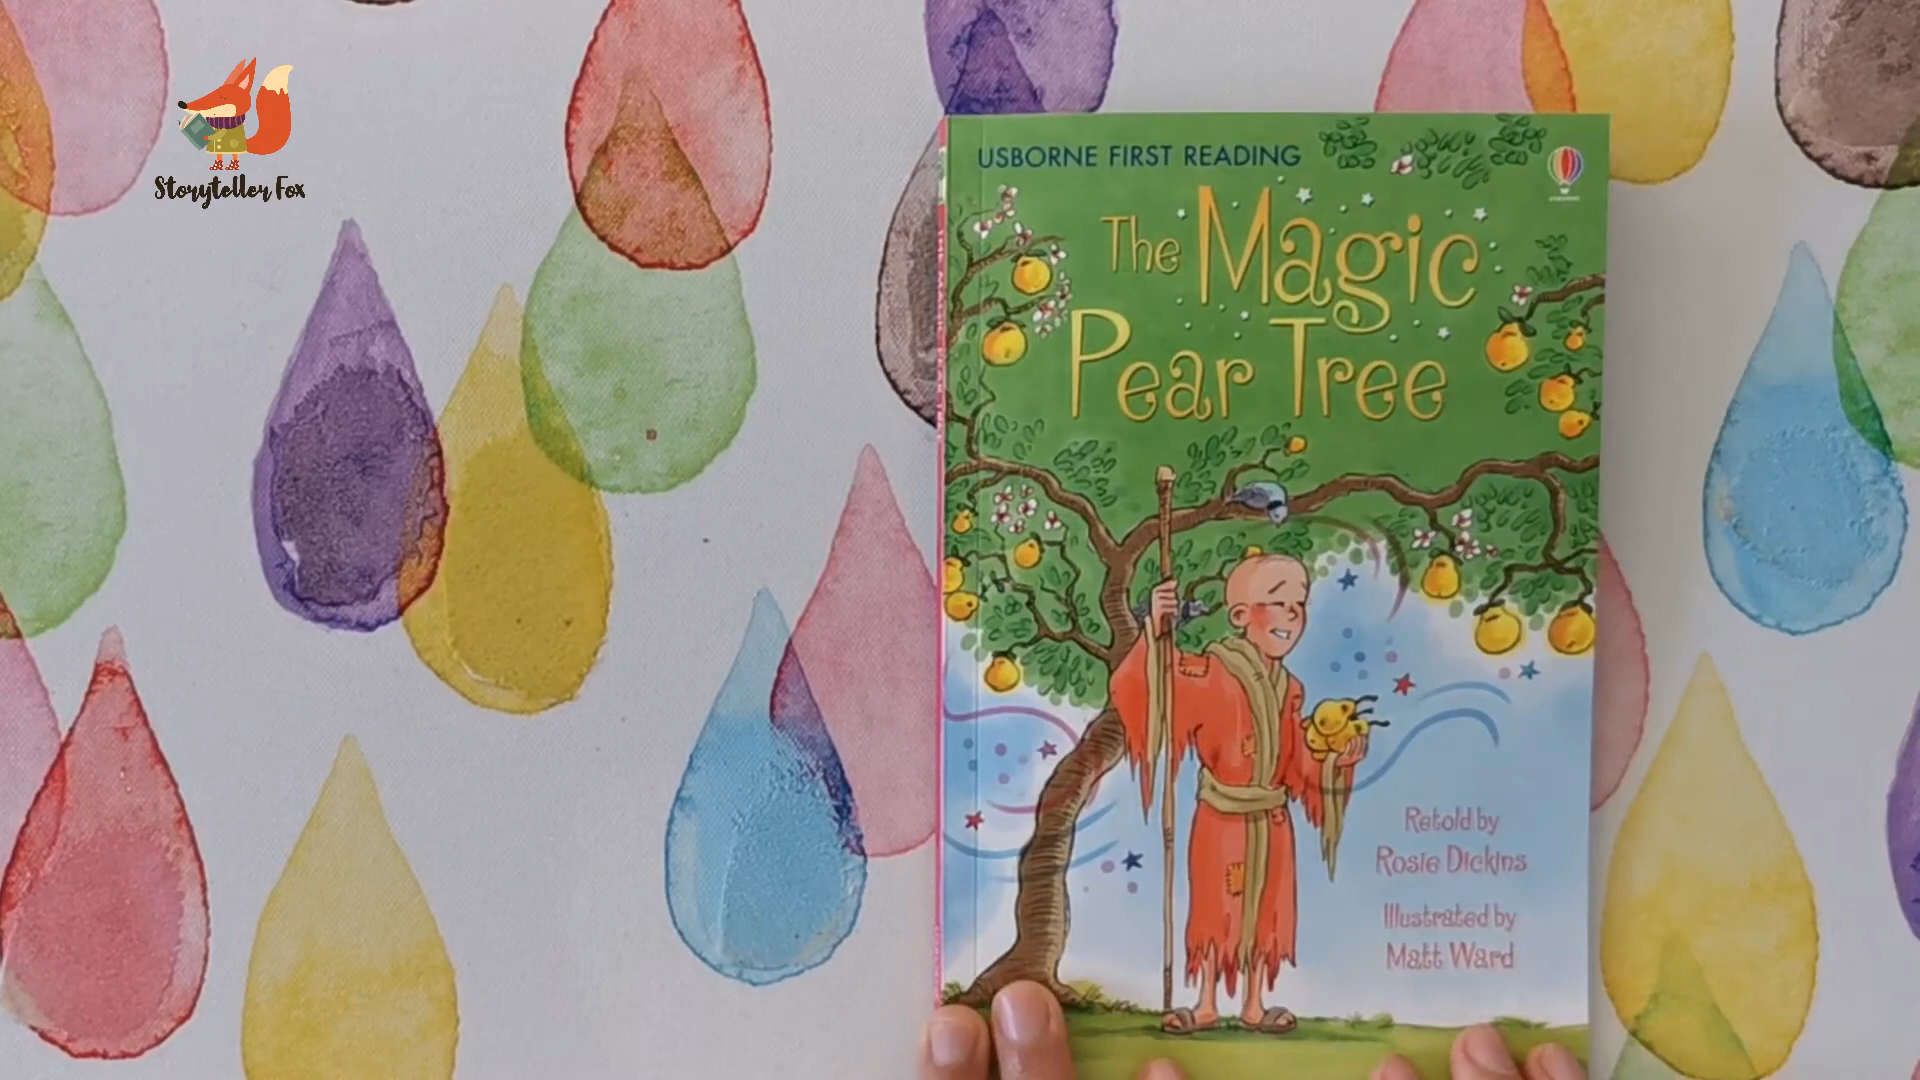 Storyteller Fox
USBORNE FIRST READING
The Magic
Pear Tree
Retold by
Rosie Dickins
Illustrated by
Matt Ward